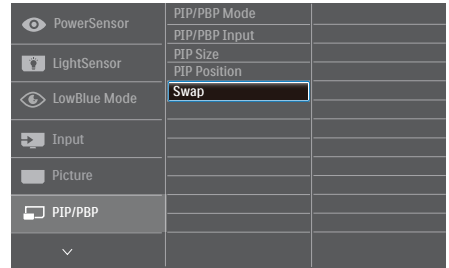 PowerSensor
LightSensor
LowBlue Mode
Input
Picture
PIP/PBP
PIP/PBP Mode
PIP/PBP Input
PIP Size
PIP Position
Swap